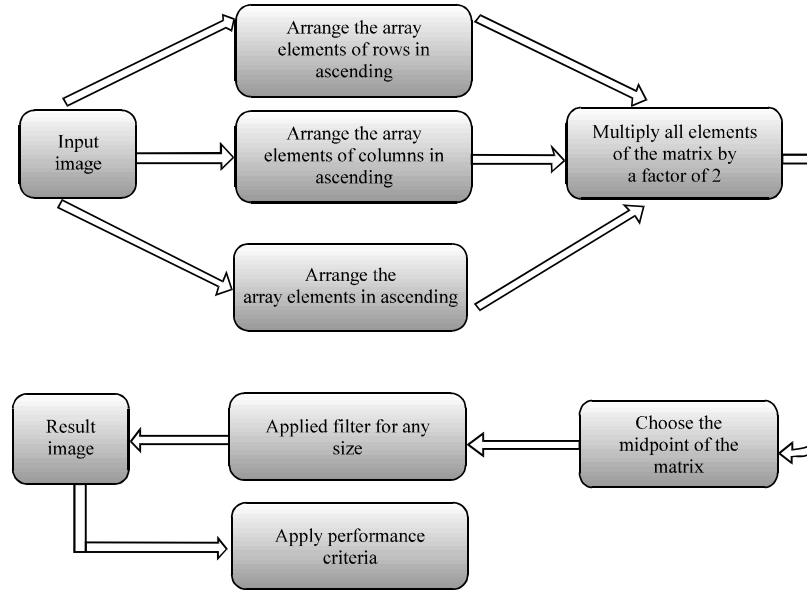 Arrange the array
elements of rows in
ascending
Input
image
Arrange the array
elements of columns in
ascending
Multiply all elements
of the matrix by
a factor of 2
Arrange the
array elements in ascending
Result
image
Applied filter for any
size
Choose the
midpoint of the
matrix
Apply performance
criteria